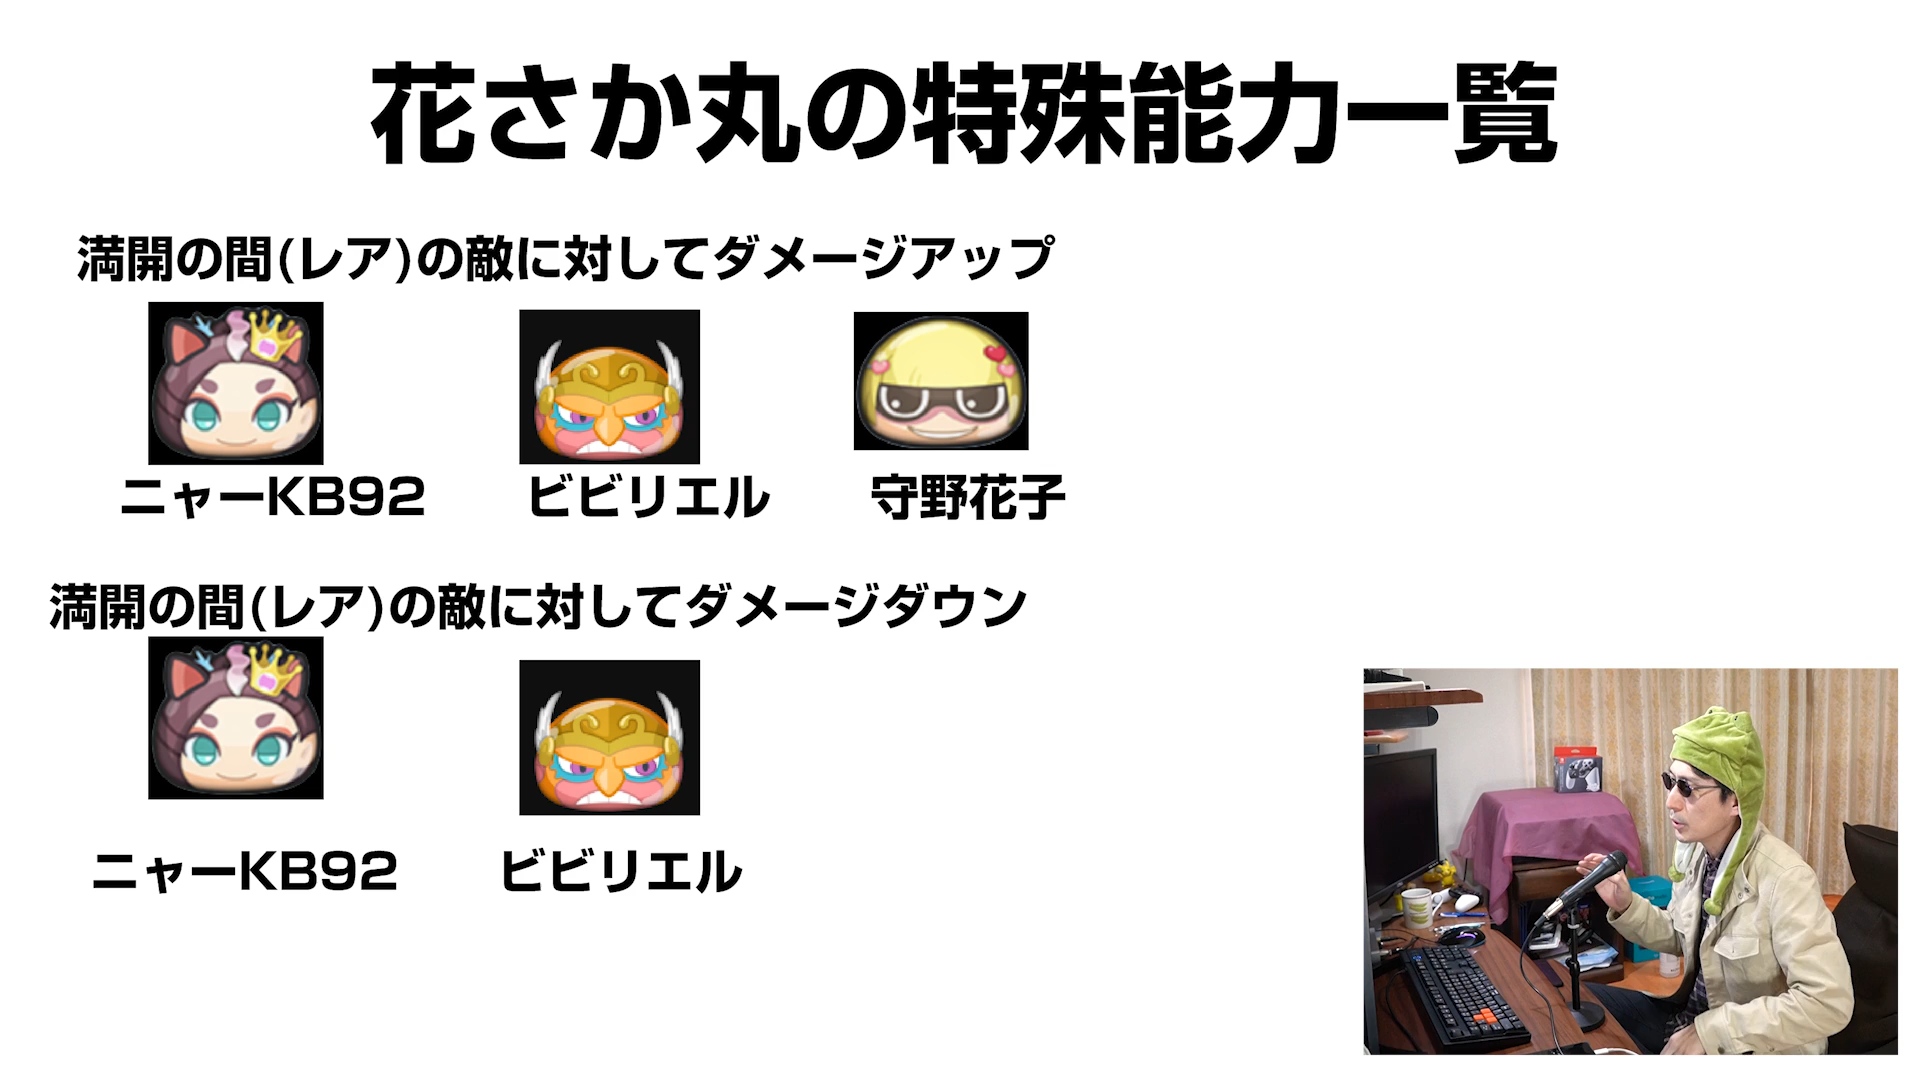 花さか丸の特殊能力一覧
満開の間(レア)の敵に対してダメージアップ
ニャーKB92 ビビリエル 守野花子
満開の間(レア)の敵に対してダメージダウン
ニャーKB92 ビビリエル